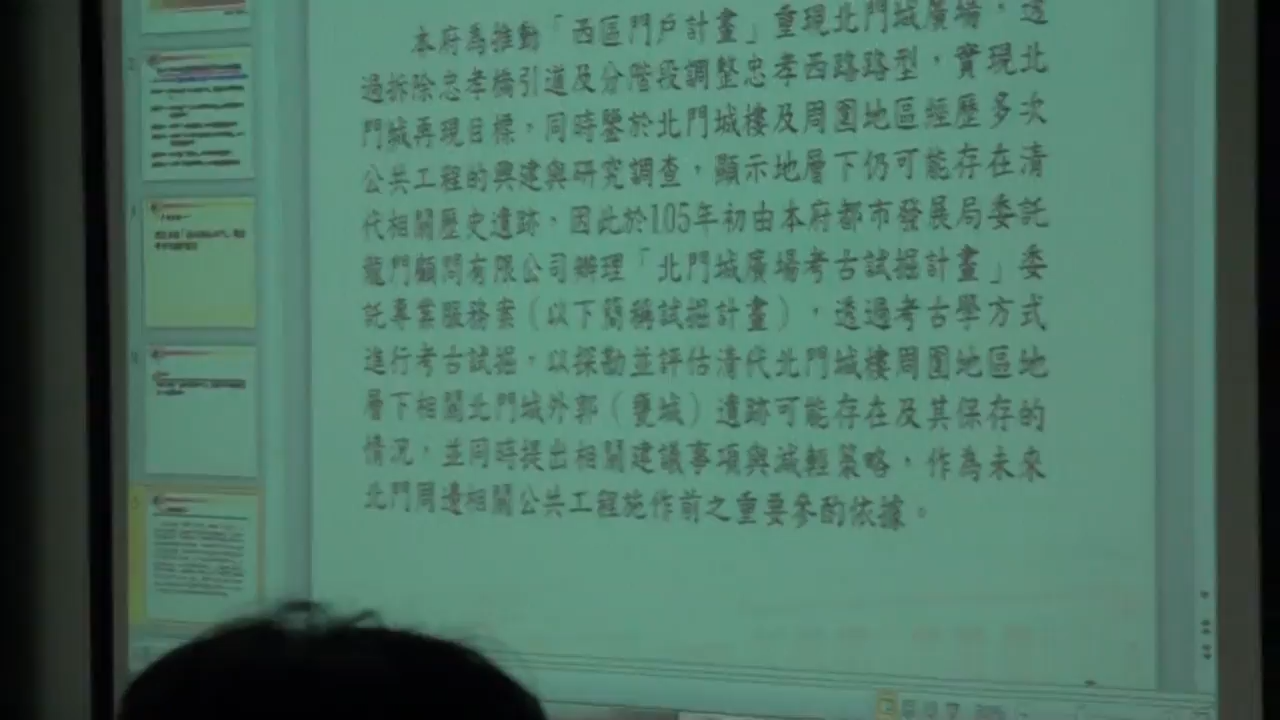 本府為推動「西區門戶計畫」重現北門城廣場,透
過拆除忠孝橋引道及分階段調整忠孝西路路型,實現北
門城再現目標,同時鑒於北門城樓及周圍地區經歷多次
公共工程的興建與研究調查,顯示地層下仍可能存在清
代相關歷史遺跡,因此於105年初由本府都市發展局委託
龍門顧問有限公司辦理「北門城廣場考古試掘計畫」委
託專業服務案(以下簡稱試掘計畫),透過考古學方式
進行考古試掘,以探勘並評估清代北門城樓周圍地區地
層下相關北門城外郭(甕城)遺跡可能存在及其保存的
情況,並同時提出相關建議事項與減輕策略,作為未來
北門周邊相關公共工程施作前之重要參酌依據。